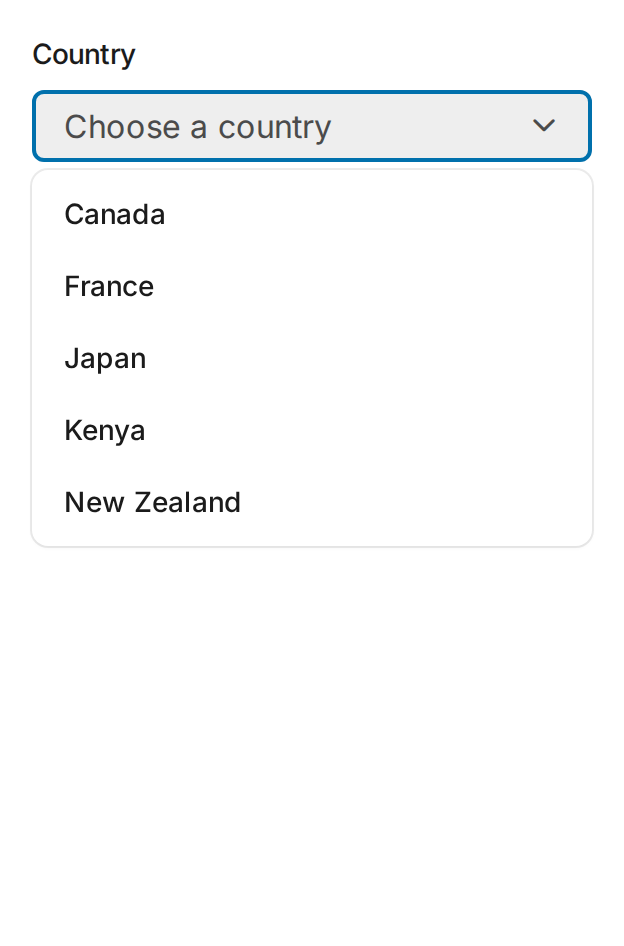 Country
Choose a country
Canada
France
Japan
Kenya
New Zealand